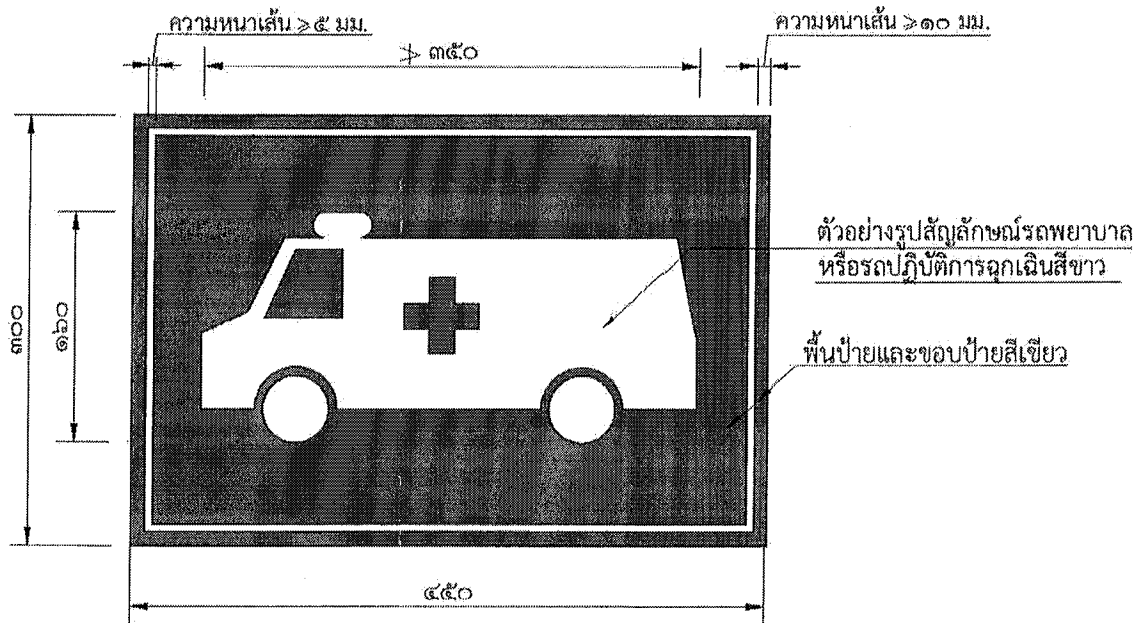 ความหนาเส้น ≥ ๕ มม.
ความหนาเส้น ≥ ๑๐ มม.
≯ ๓๕๐
ตัวอย่างรูปสัญลักษณ์รถพยาบาล
หรือรถปฏิบัติการฉุกเฉินสีขาว
๓๐๐
๑๖๐
พื้นป้ายและขอบป้ายสีเขียว
๔๕๐